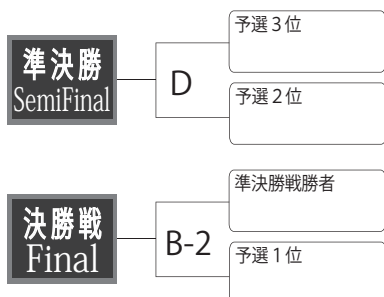 準決勝
SemiFinal
D
予選3位
予選2位
決勝戦
Final
B-2
準決勝戦勝者
予選1位